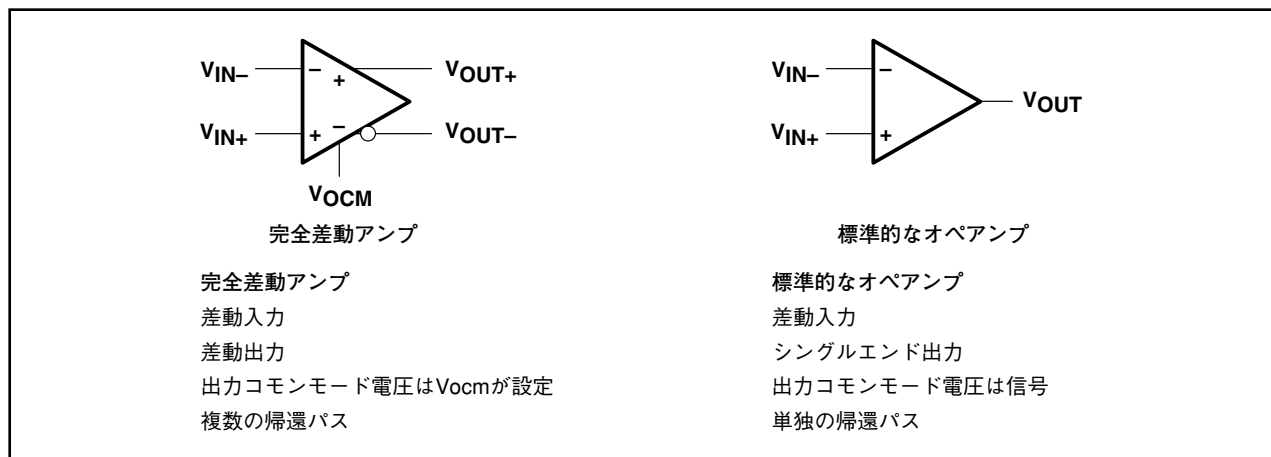 VIN–
VIN+
– +
+ –
VOUT+
VOUT–
VOCM
完全差動アンプ
完全差動アンプ
差動入力
差動出力
出力コモンモード電圧はVocmが設定
複数の帰還パス
VIN–
VIN+
–
+
VOUT
標準的なオペアンプ
標準的なオペアンプ
差動入力
シングルエンド出力
出力コモンモード電圧は信号
単独の帰還パス